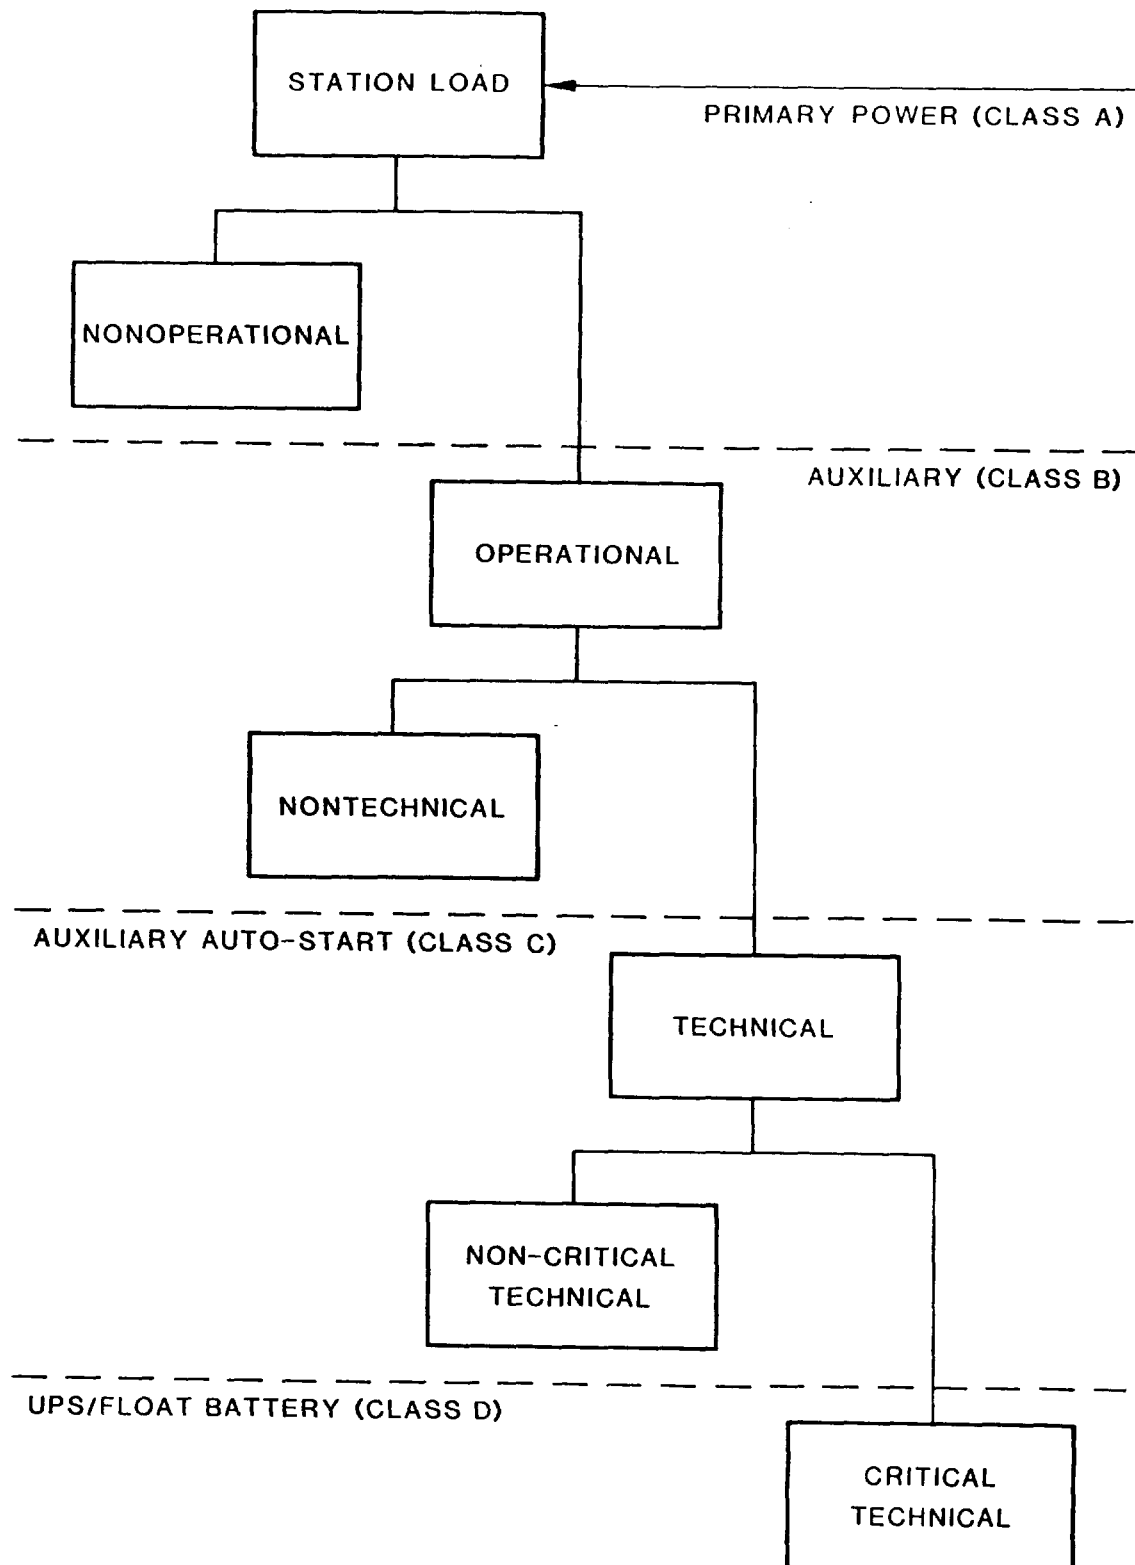 STATION LOAD
PRIMARY POWER (CLASS A)
NONOPERATIONAL
AUXILIARY (CLASS B)
OPERATIONAL
NONTECHNICAL
AUXILIARY AUTO-START (CLASS C)
TECHNICAL
NON-CRITICAL
TECHNICAL
UPS/FLOAT BATTERY (CLASS D)
CRITICAL
TECHNICAL